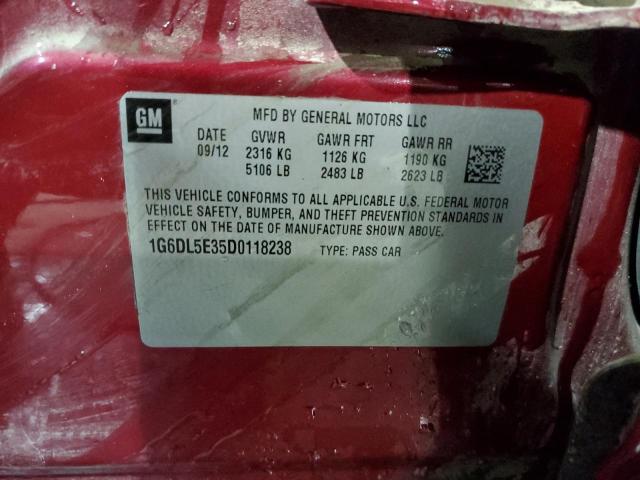 GM
MFD BY GENERAL MOTORS LLC
DATE GVWR GAWR FRT GAWR RR
09/12 2316 KG 1126 KG 1190 KG
5106 LB 2483 LB 2623 LB
THIS VEHICLE CONFORMS TO ALL APPLICABLE U.S. FEDERAL MOTOR
VEHICLE SAFETY, BUMPER, AND THEFT PREVENTION STANDARDS IN
EFFECT ON THE DATE OF MANUFACTURE SHOWN ABOVE.
1G6DL5E35D0118238 TYPE: PASS CAR